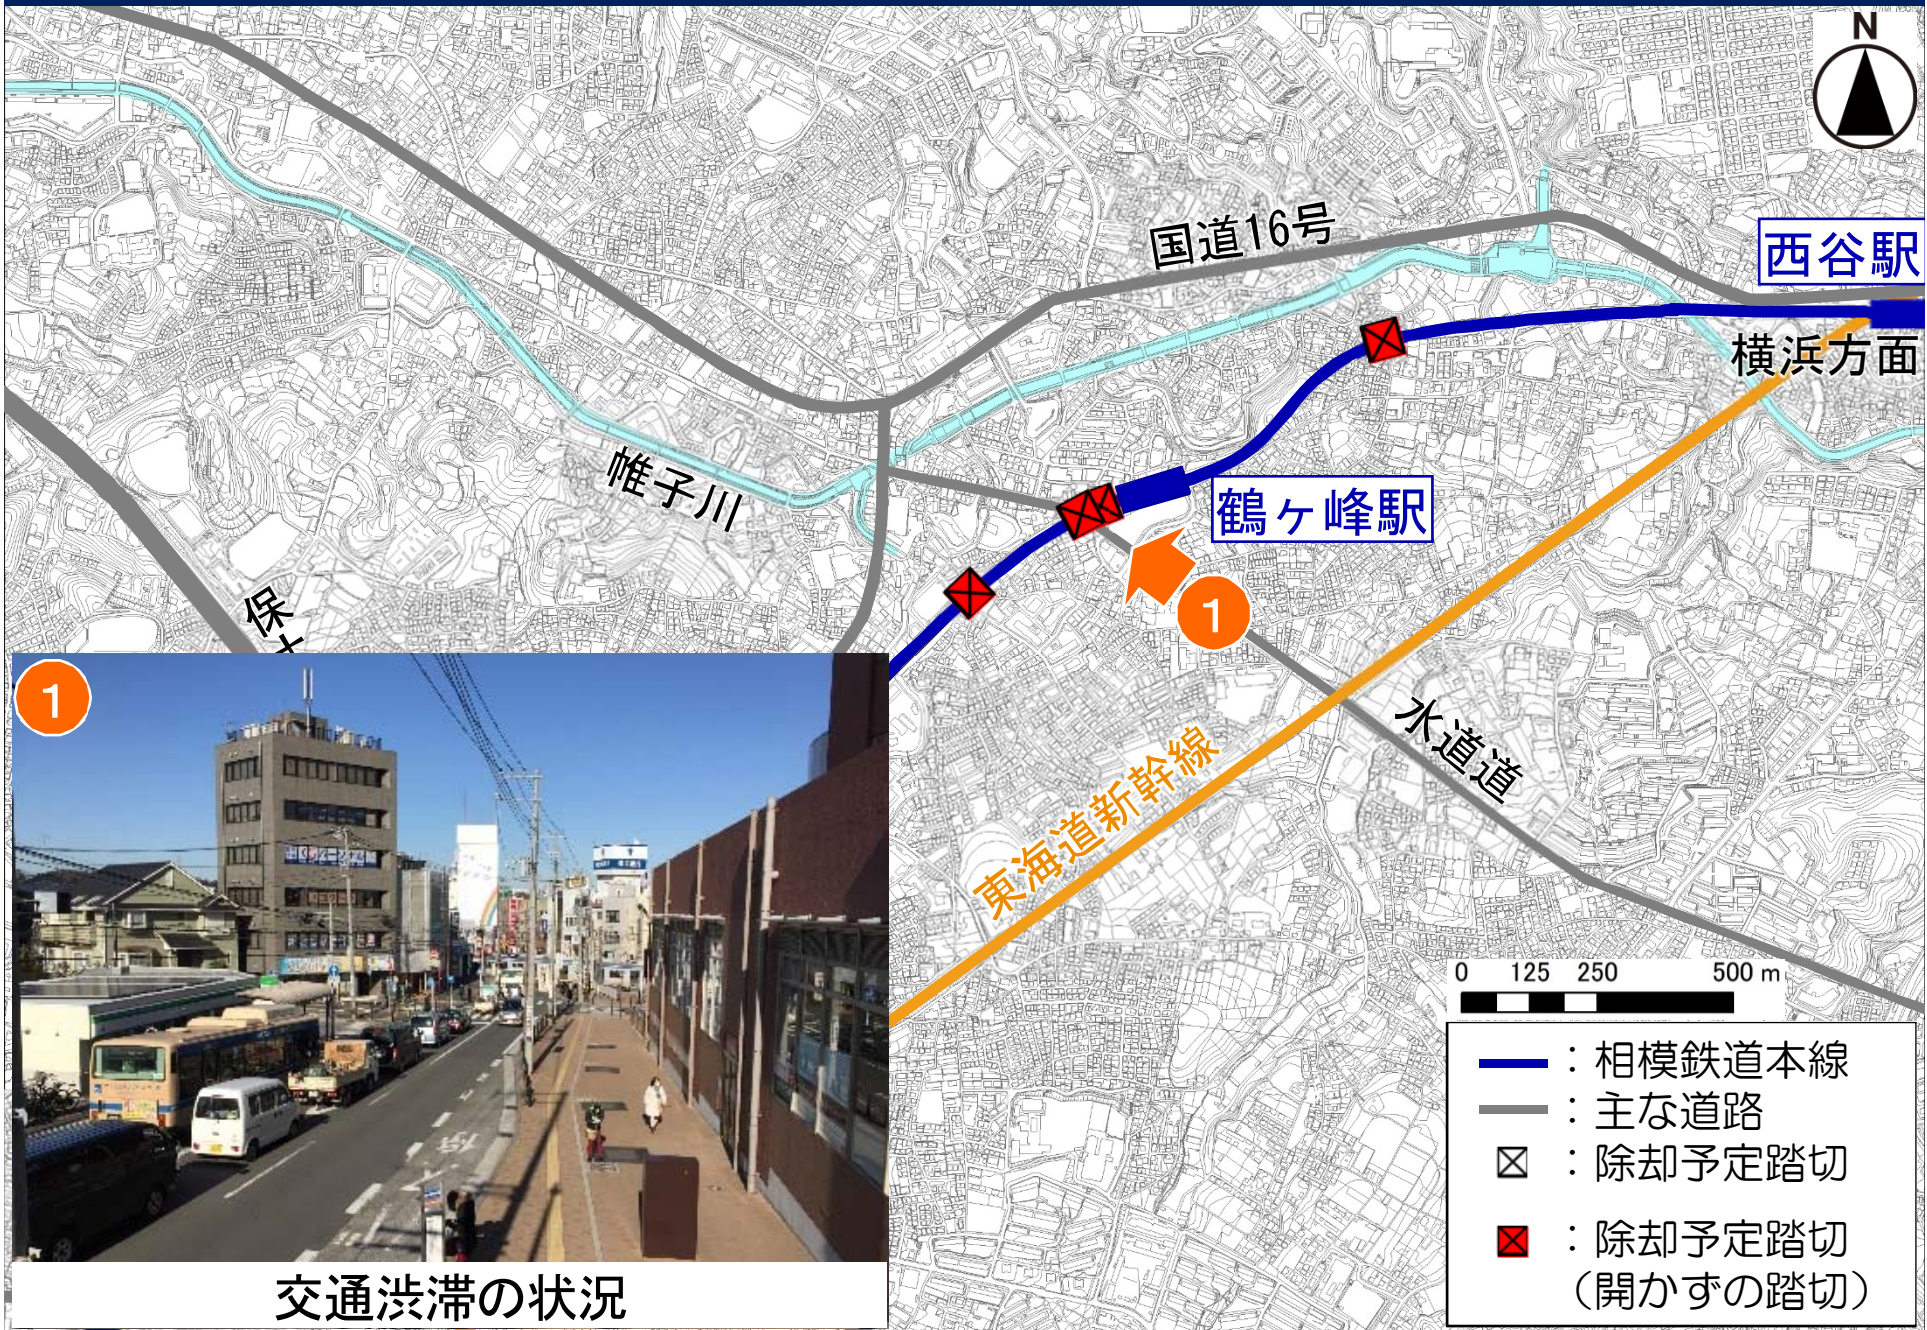 N
国道16号
西谷駅
横浜方面
帷子川
鶴ヶ峰駅
1
保土
水道道
東海道新幹線
1
交通渋滞の状況
0 125 250 500 m
：相模鉄道本線
：主な道路
：除却予定踏切
：除却予定踏切
（開かずの踏切）